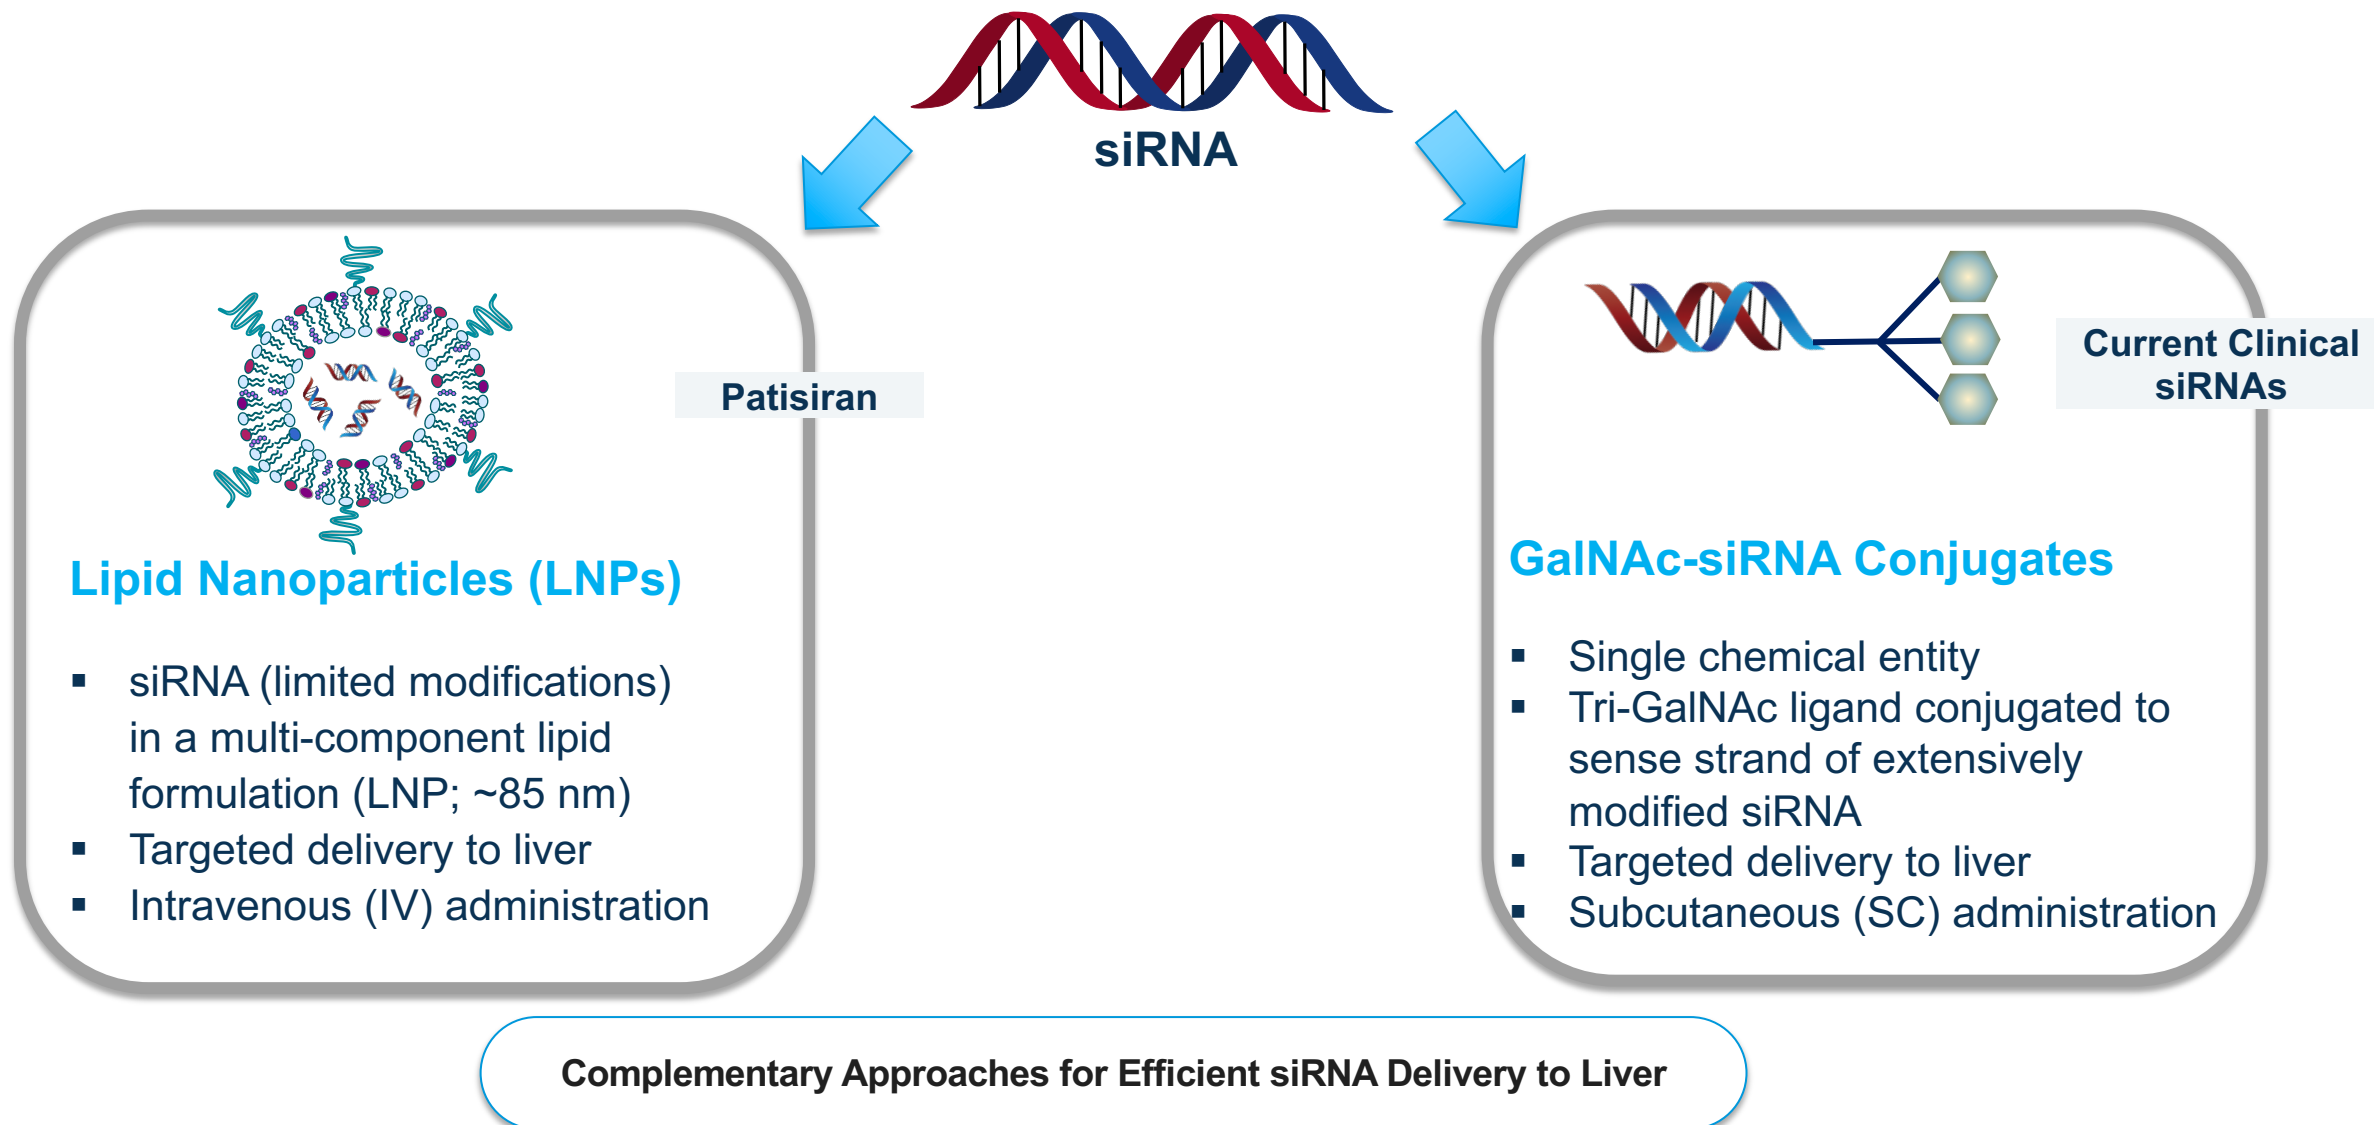 siRNA
Patisiran
Lipid Nanoparticles (LNPs)
▪ siRNA (limited modifications)
in a multi-component lipid
formulation (LNP; ~85 nm)
▪ Targeted delivery to liver
▪ Intravenous (IV) administration
Current Clinical
siRNAs
GalNAc-siRNA Conjugates
▪ Single chemical entity
▪ Tri-GalNAc ligand conjugated to
sense strand of extensively
modified siRNA
▪ Targeted delivery to liver
▪ Subcutaneous (SC) administration
Complementary Approaches for Efficient siRNA Delivery to Liver